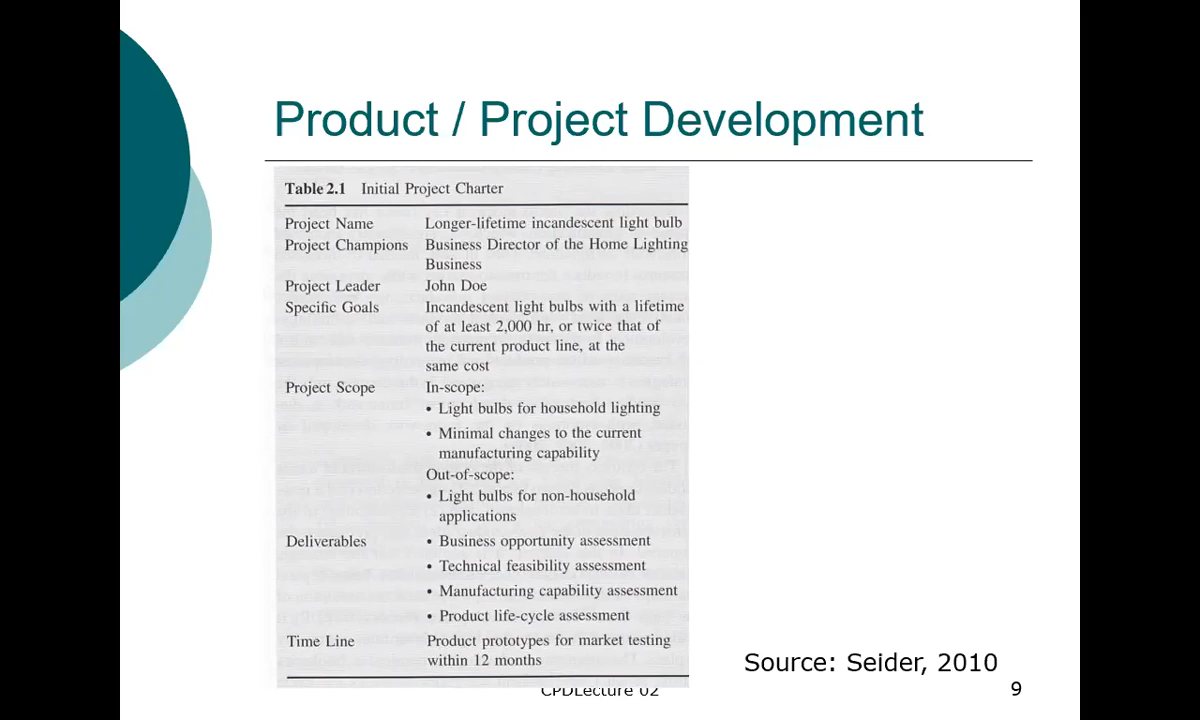 Product / Project Development
Table 2.1 Initial Project Charter
Project Name Longer-lifetime incandescent light bulb
Project Champions Business Director of the Home Lighting
Business
Project Leader John Doe
Specific Goals Incandescent light bulbs with a lifetime
of at least 2,000 hr, or twice that of
the current product line, at the
same cost
Project Scope In-scope:
• Light bulbs for household lighting
• Minimal changes to the current
manufacturing capability
Out-of-scope:
• Light bulbs for non-household
applications
Deliverables • Business opportunity assessment
• Technical feasibility assessment
• Manufacturing capability assessment
• Product life-cycle assessment
Time Line Product prototypes for market testing
within 12 months
Source: Seider, 2010
CPDLecture 02
9